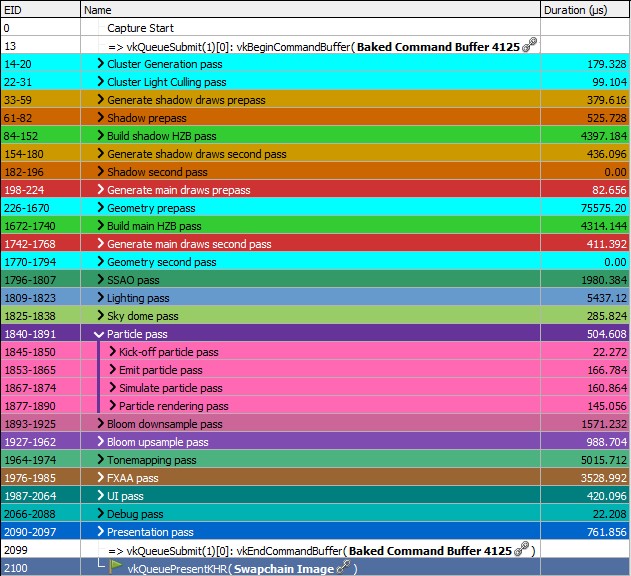 EID Name Duration (µs)
0 Capture Start
13 => vkQueueSubmit(1)[0]: vkBeginCommandBuffer( Baked Command Buffer 4125
14-20 Cluster Generation pass 179.328
22-31 Cluster Light Culling pass 99.104
33-59 Generate shadow draws prepass 379.616
61-82 Shadow prepass 525.728
84-152 Build shadow HZB pass 4397.184
154-180 Generate shadow draws second pass 436.096
182-196 Shadow second pass 0.00
198-224 Generate main draws prepass 82.656
226-1670 Geometry prepass 75575.20
1672-1740 Build main HZB pass 4314.144
1742-1768 Generate main draws second pass 411.392
1770-1794 Geometry second pass 0.00
1796-1807 SSAO pass 1980.384
1809-1823 Lighting pass 5437.12
1825-1838 Sky dome pass 285.824
1840-1891 Particle pass 504.608
1845-1850 Kick-off particle pass 22.272
1853-1865 Emit particle pass 166.784
1867-1874 Simulate particle pass 160.864
1877-1890 Particle rendering pass 145.056
1893-1925 Bloom downsample pass 1571.232
1927-1962 Bloom upsample pass 988.704
1964-1974 Tonemapping pass 5015.712
1976-1985 FXAA pass 3528.992
1987-2064 UI pass 420.096
2066-2088 Debug pass 22.208
2090-2097 Presentation pass 761.856
2099 => vkQueueSubmit(1)[0]: vkEndCommandBuffer( Baked Command Buffer 4125 )
2100 vkQueuePresentKHR( Swapchain Image )